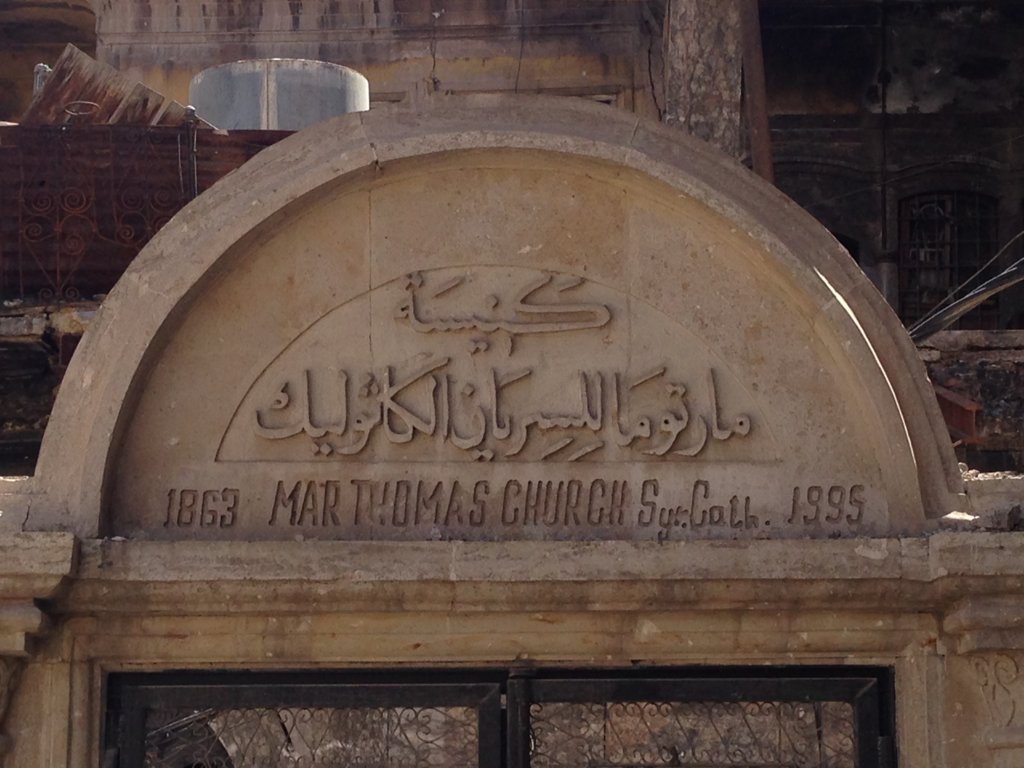 كنيسة
مار توما للسريان الكاثوليك
1863 MAR THOMAS CHURCH Syr.Cath. 1995